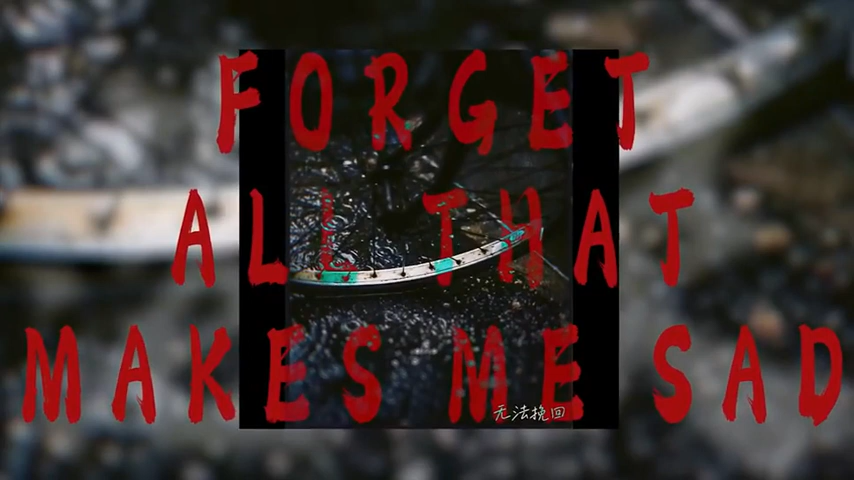 FORGET
ALL THAT
MAKES ME SAD
无法挽回